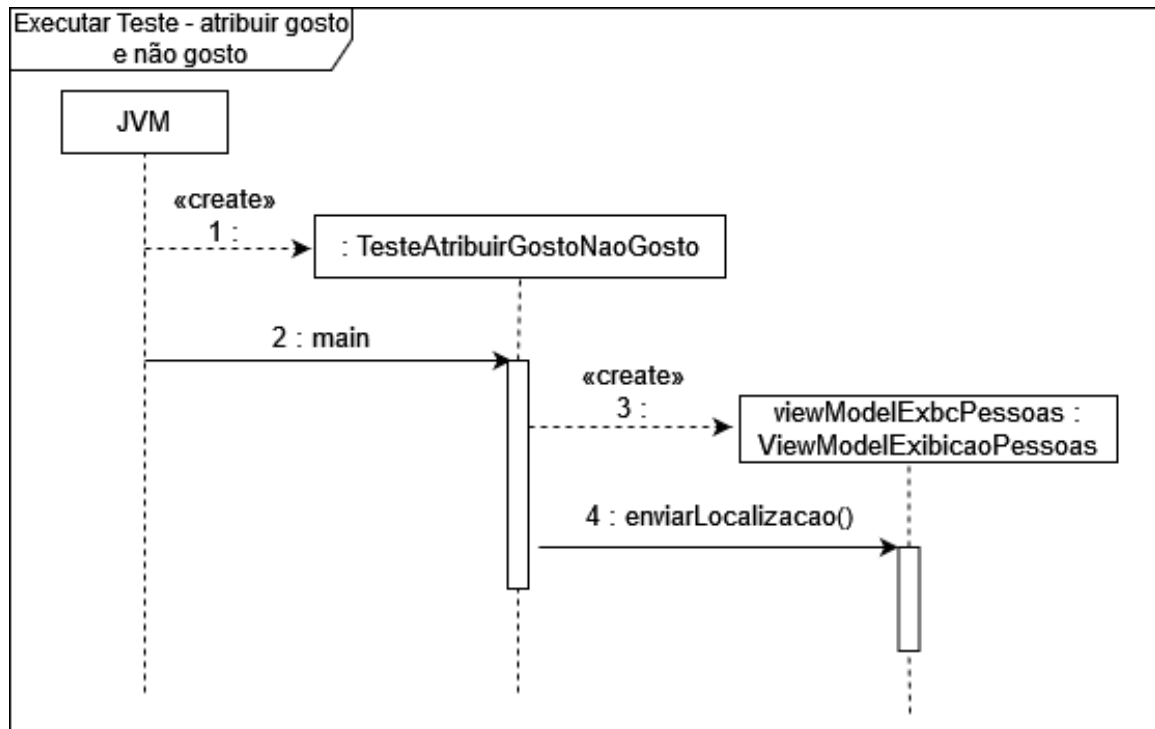 Executar Teste - atribuir gosto
e não gosto
JVM
«create»
1 :
: TesteAtribuirGostoNaoGosto
2 : main
«create»
3 :
viewModelExbcPessoas :
ViewModelExibicaoPessoas
4 : enviarLocalizacao()